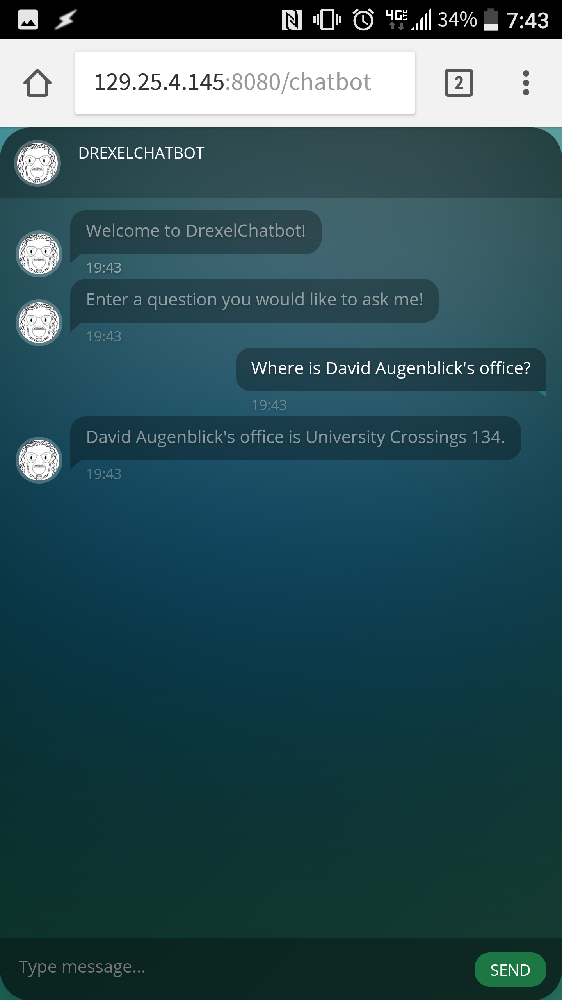 4G LTE 34% 7:43
129.25.4.145:8080/chatbot
2
DREXELCHATBOT
Welcome to DrexelChatbot!
19:43
Enter a question you would like to ask me!
19:43
Where is David Augenblick's office?
19:43
David Augenblick's office is University Crossings 134.
19:43
Type message...
SEND